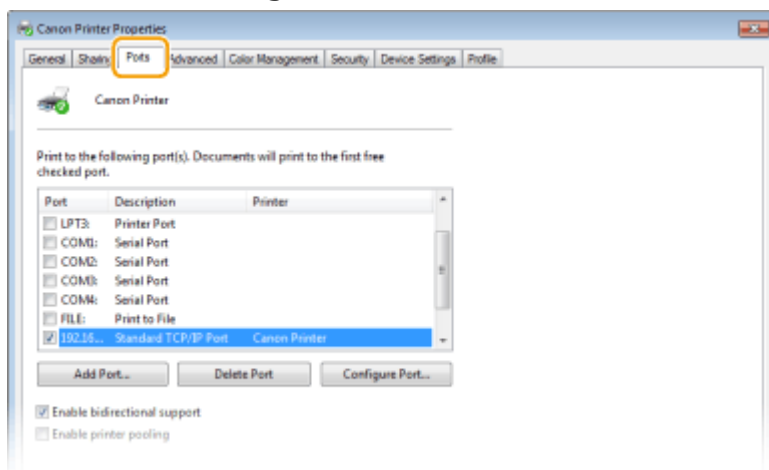 Canon Printer Properties
General Sharing Ports Advanced Color Management Security Device Settings Profile
Canon Printer
Print to the following port(s). Documents will print to the first free
checked port.
Port Description Printer
LPT3: Printer Port
COM1: Serial Port
COM2: Serial Port
COM3: Serial Port
COM4: Serial Port
FILE: Print to File
192.16... Standard TCP/IP Port Canon Printer
Add Port... Delete Port Configure Port...
Enable bidirectional support
Enable printer pooling